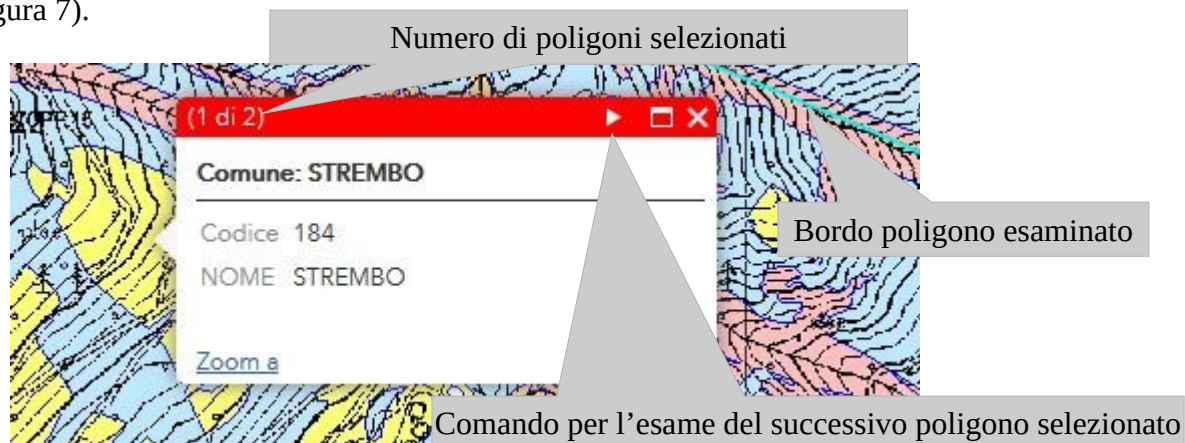 gura 7).
Numero di poligoni selezionati
(1 di 2)
Comune: STREMBO
Bordo poligono esaminato
Codice 184
NOME STREMBO
Zoom a
Comando per l’esame del successivo poligono selezionato